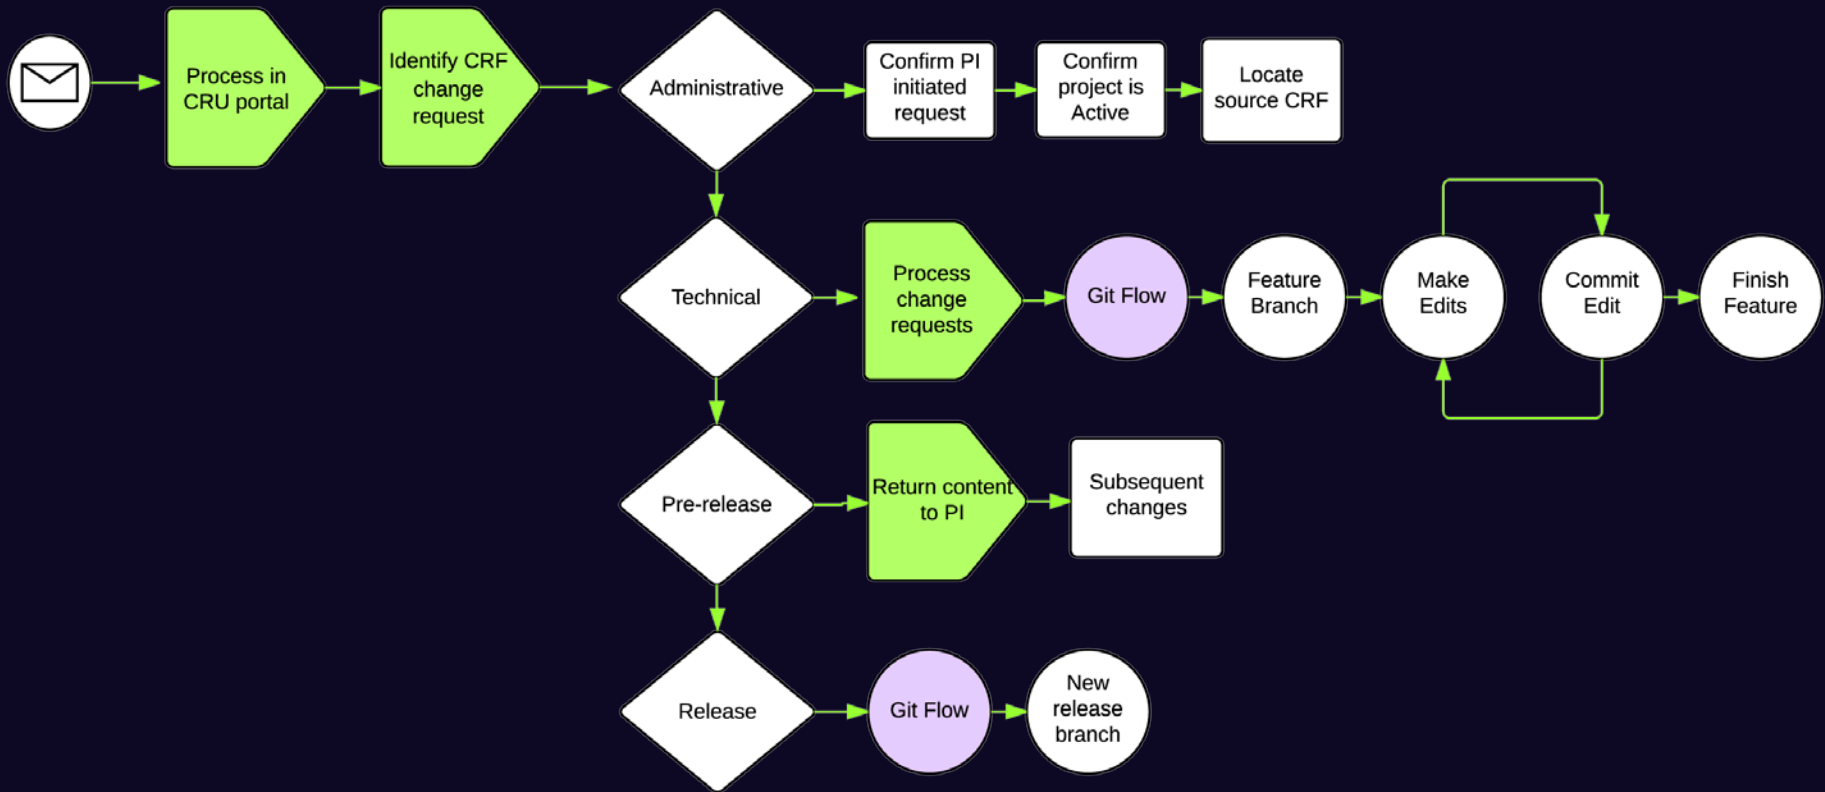 Process in
CRU portal
Identify CRF
change
request
Administrative
Confirm PI
initiated
request
Confirm
project is
Active
Locate
source CRF
Technical
Process
change
requests
Git Flow
Feature
Branch
Make
Edits
Commit
Edit
Finish
Feature
Pre-release
Return content
to PI
Subsequent
changes
Release
Git Flow
New
release
branch